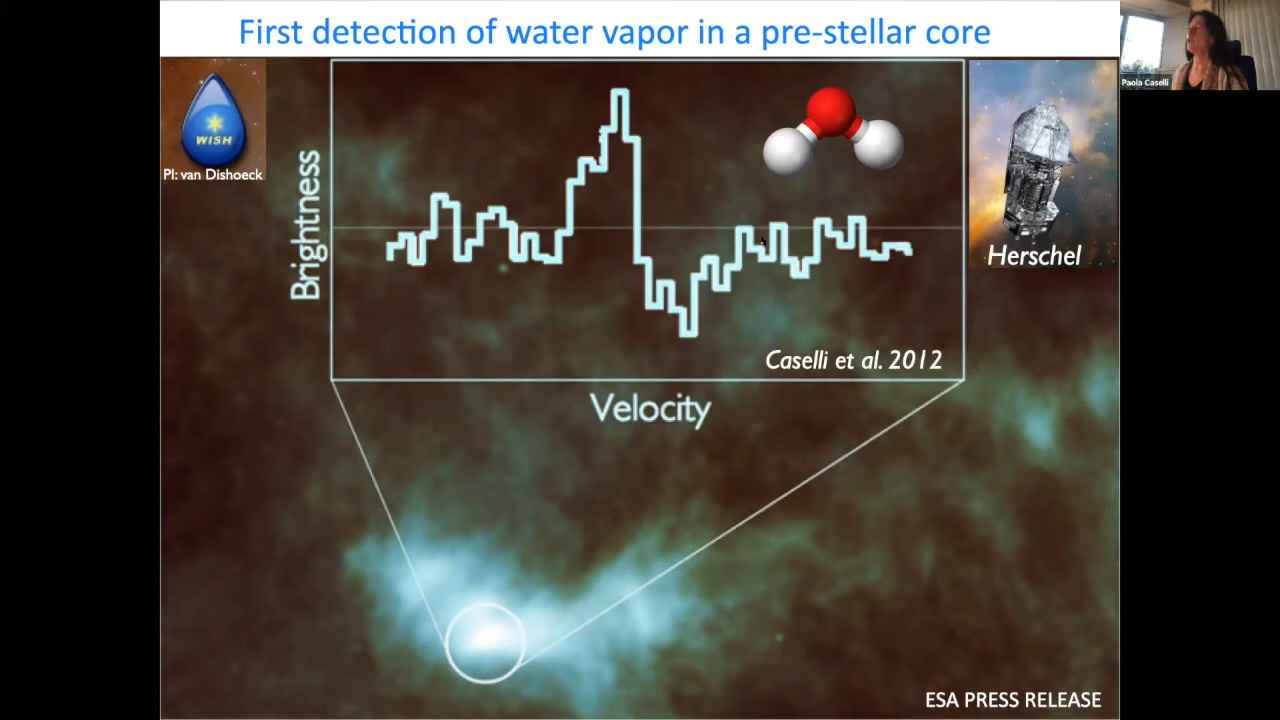 First detection of water vapor in a pre-stellar core
Paola Caselli
WISH
PI: van Dishoeck
Brightness
Herschel
Caselli et al. 2012
Velocity
ESA PRESS RELEASE